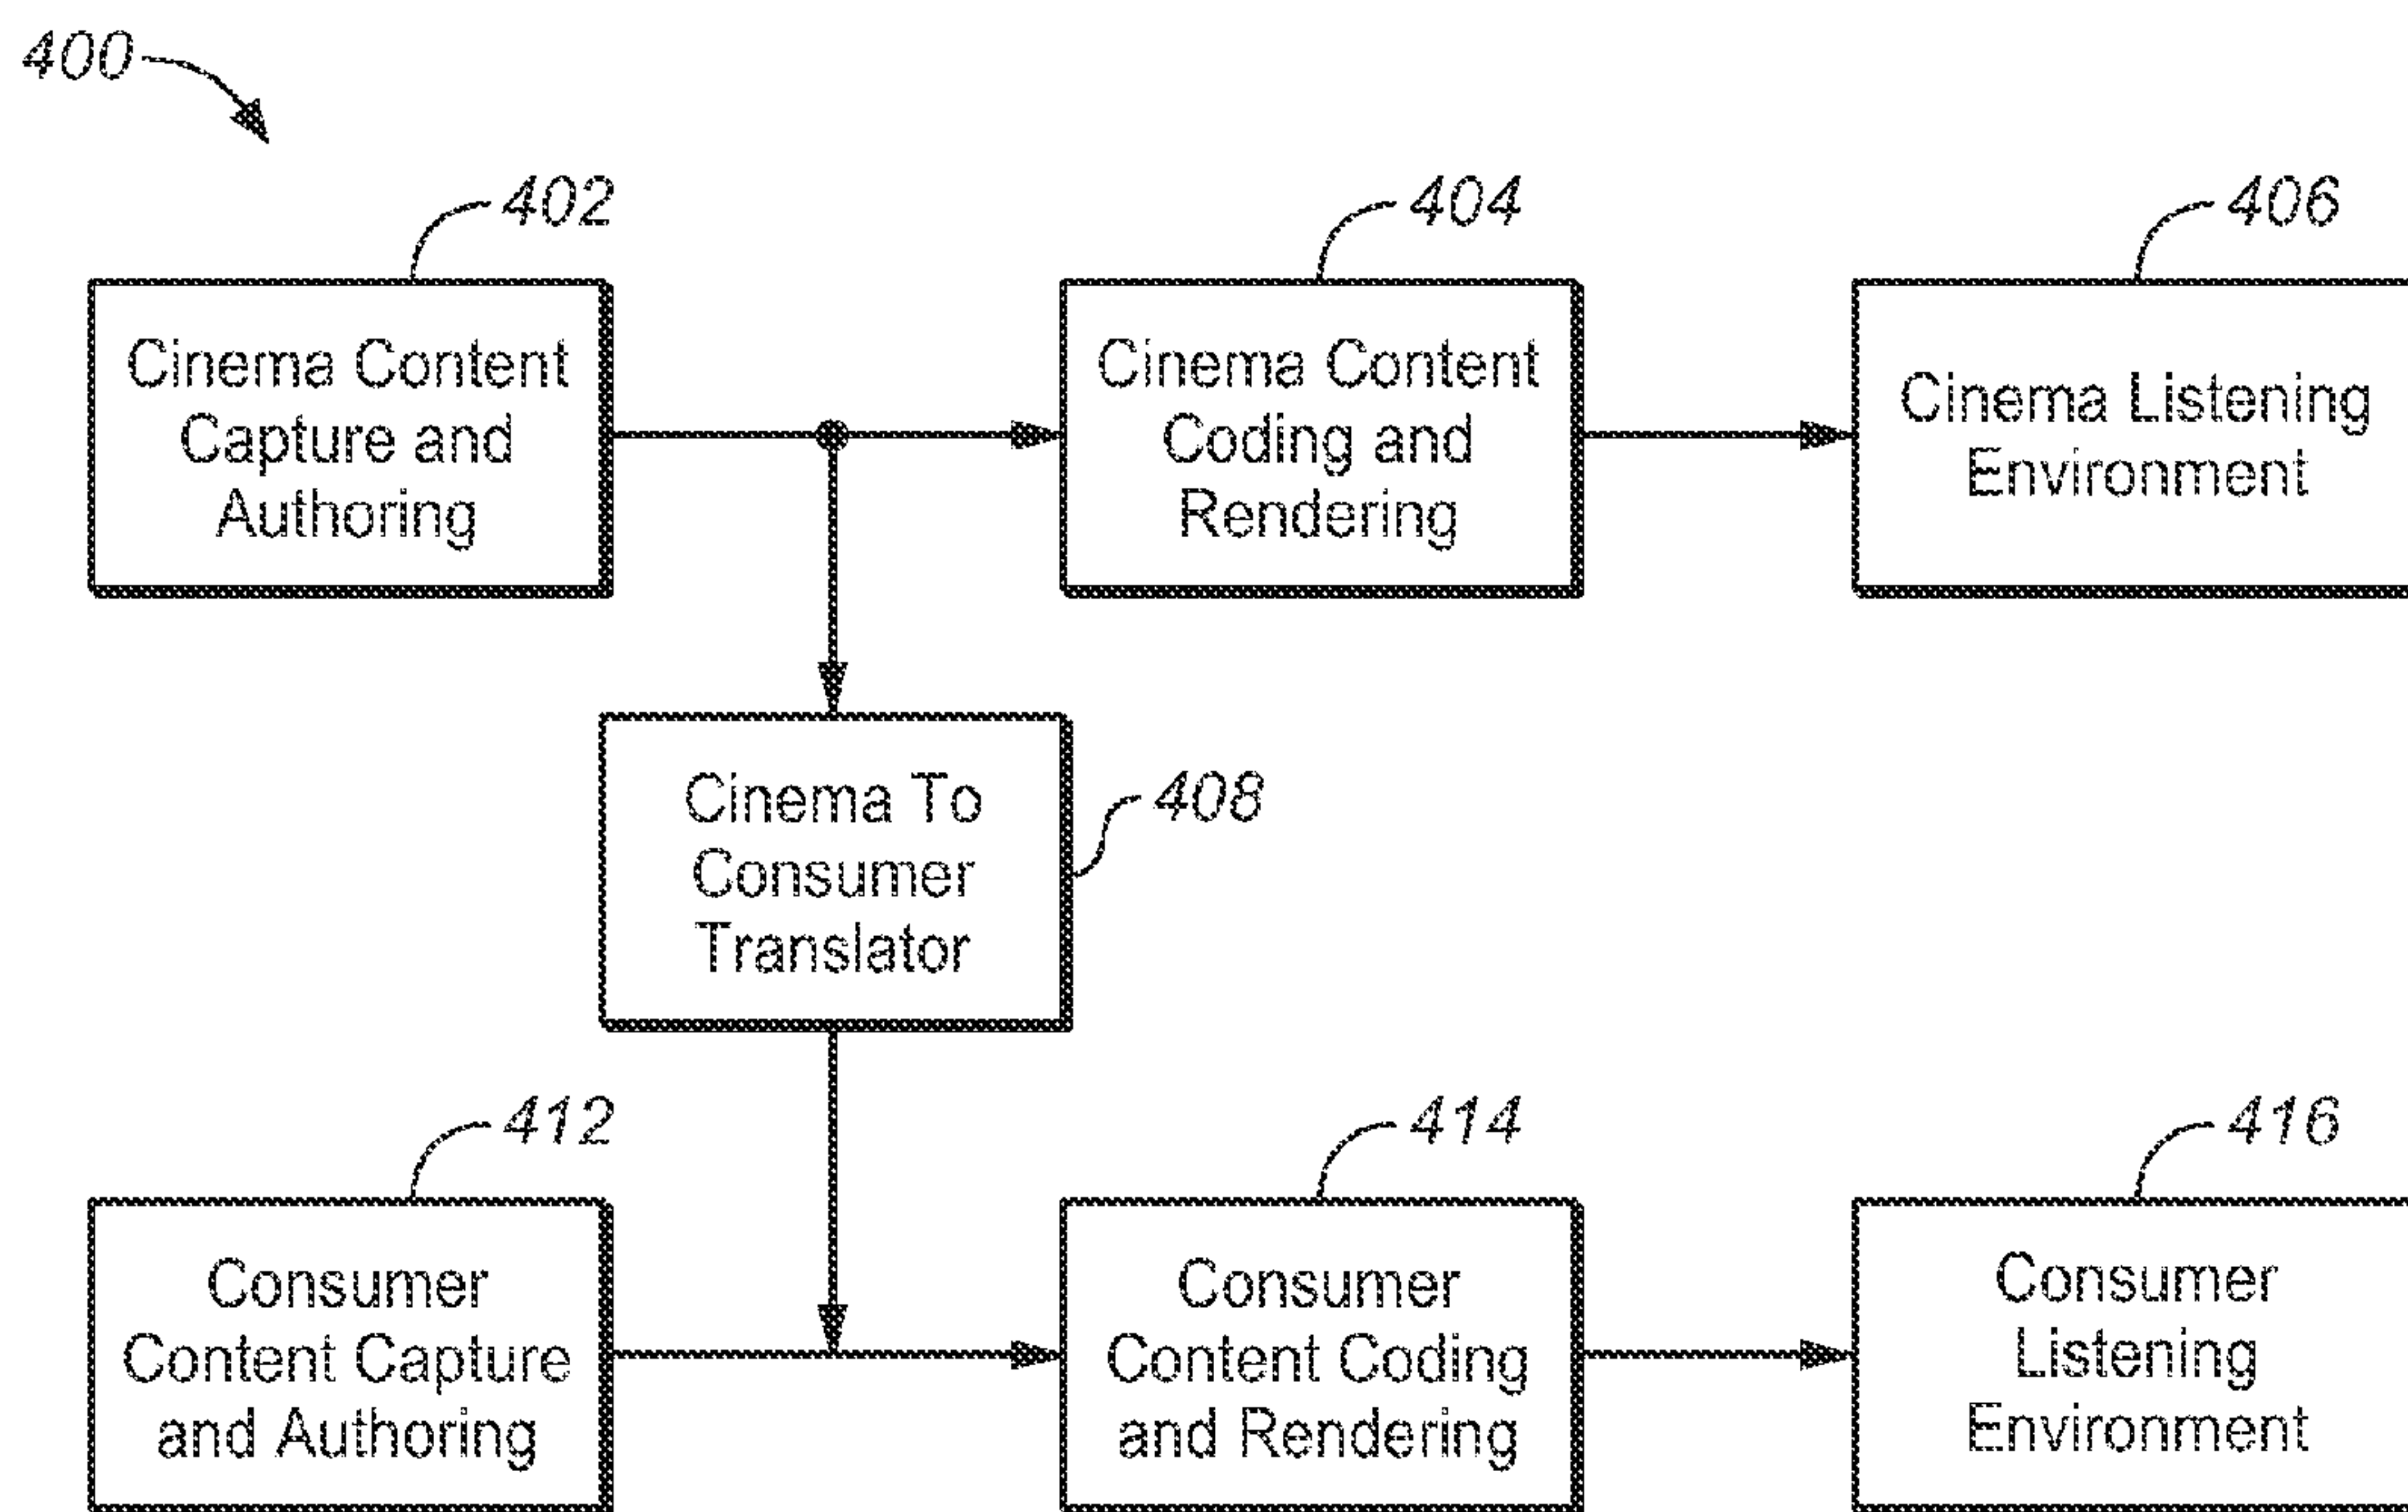 400
402
404
406
Cinema Content
Capture and
Authoring
Cinema Content
Coding and
Rendering
Cinema Listening
Environment
Cinema To
Consumer
Translator
408
412
414
416
Consumer
Content Capture
and Authoring
Consumer
Content Coding
and Rendering
Consumer
Listening
Environment